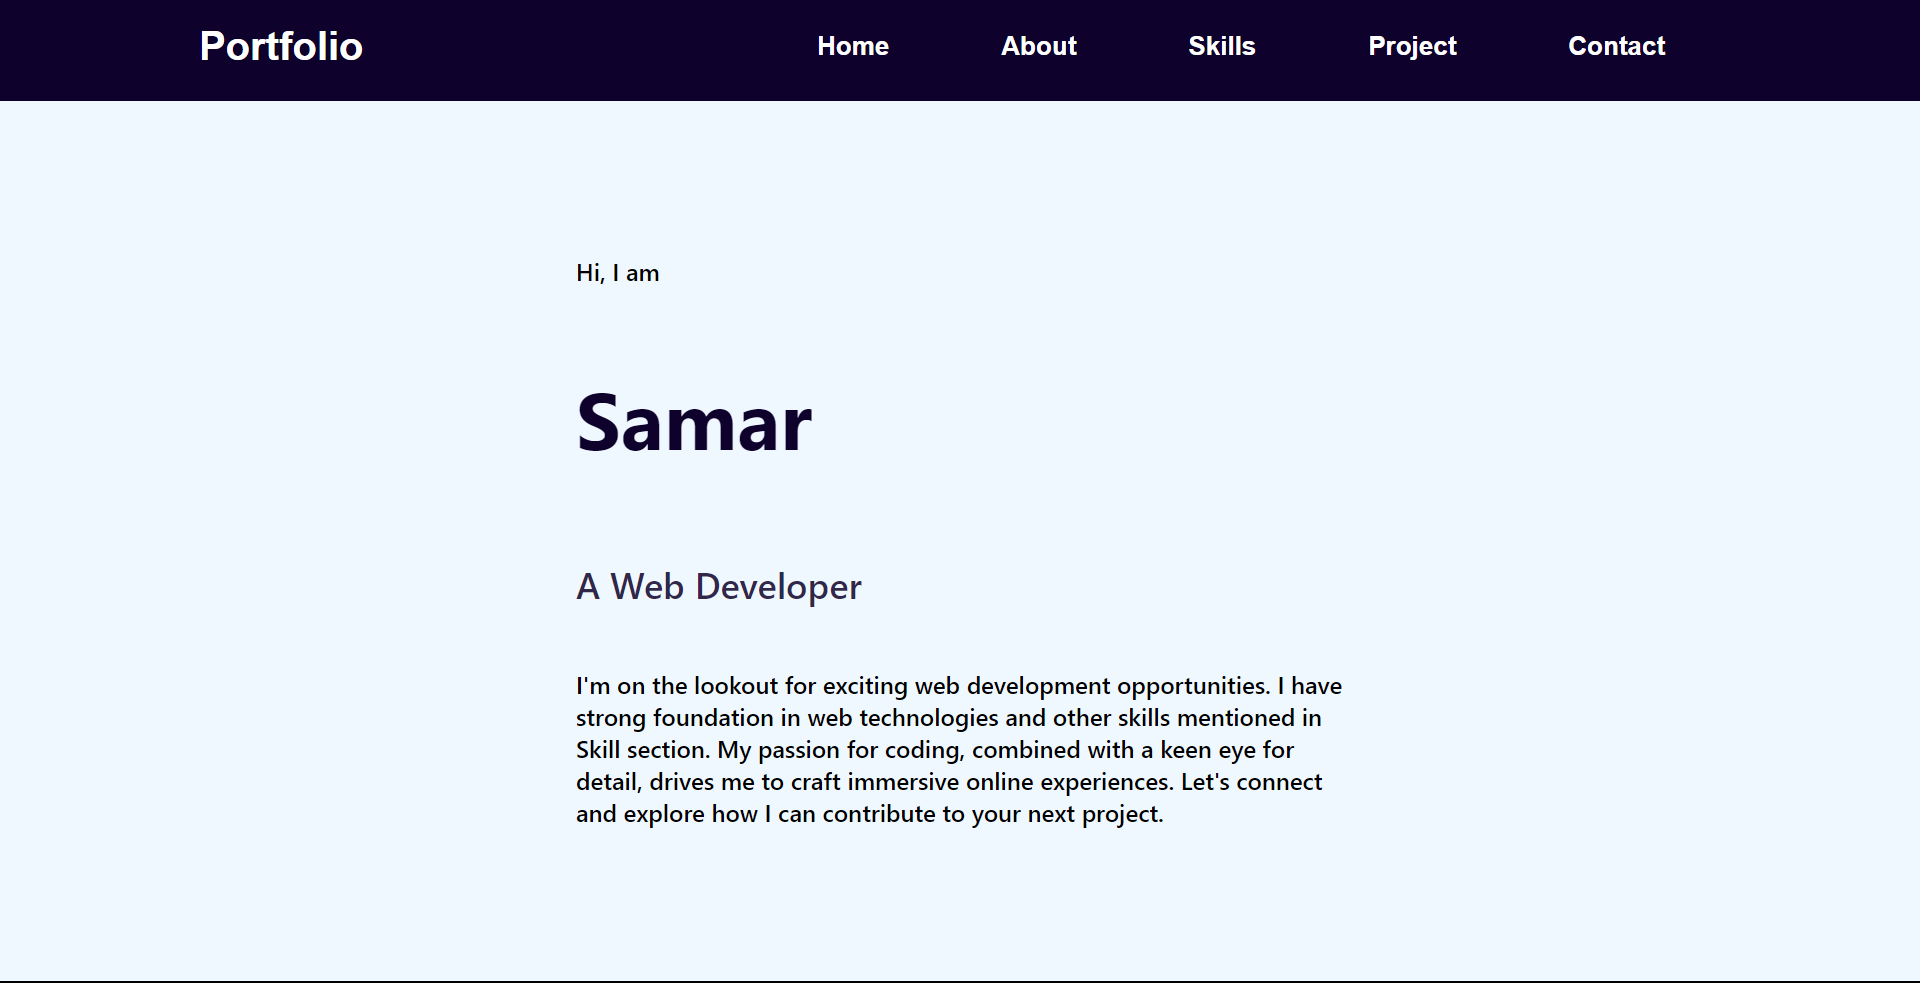 Portfolio Home About Skills Project Contact
Hi, I am
Samar
A Web Developer
I'm on the lookout for exciting web development opportunities. I have
strong foundation in web technologies and other skills mentioned in
Skill section. My passion for coding, combined with a keen eye for
detail, drives me to craft immersive online experiences. Let's connect
and explore how I can contribute to your next project.